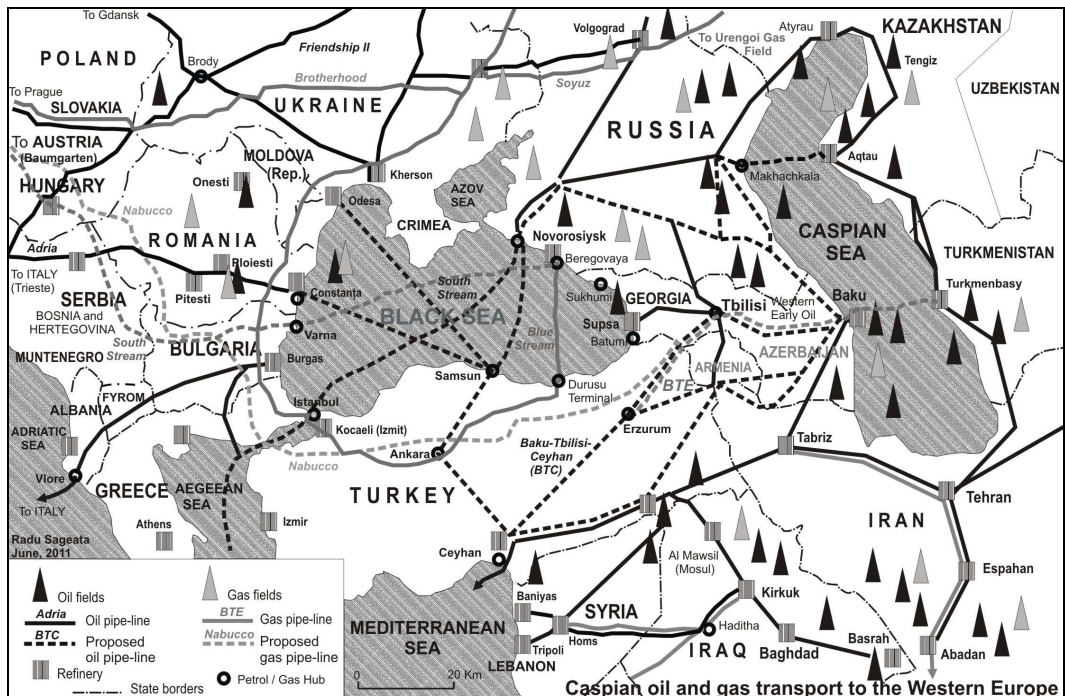 To Gdansk
POLAND
Brody
Friendship II
Brotherhood
UKRAINE
To Prague
SLOVAKIA
To AUSTRIA
(Baumgarten)
HUNGARY
MOLDOVA
(Rep.)
Onesti
Nabucco
ROMANIA
Adria
To ITALY
(Trieste)
Ploiesti
Pitesti
SERBIA
BOSNIA and
HERTEGOVINA
South
Stream
MUNTENEGRO
BULGARIA
FYROM
ALBANIA
ADRIATIC
SEA
Vlore
To ITALY
GREECE
AEGEEAN
SEA
Athens
Izmir
Radu Sageata
June, 2011
Volgograd
Soyuz
To Urengoi Gas
Field
RUSSIA
Atyrau
KAZAKHSTAN
Tengiz
UZBEKISTAN
Aqtau
Makhachkala
CASPIAN
SEA
TURKMENISTAN
Turkmenbasy
Kherson
Odesa
AZOV
SEA
CRIMEA
Novorosiysk
Beregovaya
Sukhumi
GEORGIA
Supsa
Batumi
Tbilisi
Western
Early Oil
Baku
AZERBAIJAN
ARMENIA
BTE
Constanta
South
Stream
BLACK SEA
Varna
Blue
Stream
Burgas
Samsun
Durusu
Terminal
Istanbul
Kocaeli (Izmit)
Ankara
Nabucco
Erzurum
Baku-Tbilisi-
Ceyhan
(BTC)
TURKEY
Ceyhan
Tabriz
Tehran
IRAN
Espahan
Al Mawsil
(Mosul)
Kirkuk
Baniyas
SYRIA
Tripoli
Homs
LEBANON
Haditha
IRAQ
Baghdad
Basrah
Abadan
MEDITERRANEAN
SEA
0 20 Km
Oil fields
Gas fields
Adria
Oil pipe-line
BTE
Gas pipe-line
BTC
Proposed
oil pipe-line
Nabucco
Proposed
gas pipe-line
Refinery
Petrol / Gas Hub
State borders
Caspian oil and gas transport to the Western Europe